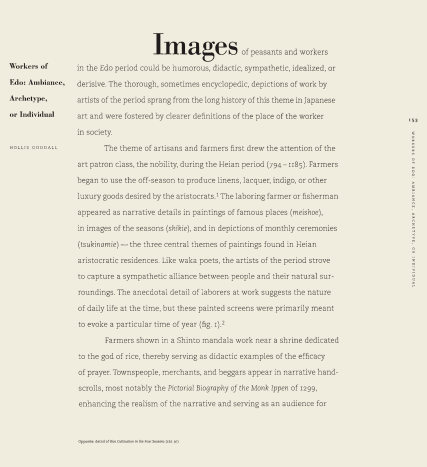 Workers of
Edo: Ambiance,
Archetype,
or Individual
HOLLIS GOODALL
Images of peasants and workers
in the Edo period could be humorous, didactic, sympathetic, idealized, or
derisive. The thorough, sometimes encyclopedic, depictions of work by
artists of the period sprang from the long history of this theme in Japanese
art and were fostered by clearer definitions of the place of the worker
in society.
The theme of artisans and farmers first drew the attention of the
art patron class, the nobility, during the Heian period (794–1185). Farmers
began to use the off-season to produce linens, lacquer, indigo, or other
luxury goods desired by the aristocrats.¹ The laboring farmer or fisherman
appeared as narrative details in paintings of famous places (meishoe),
in images of the seasons (shikie), and in depictions of monthly ceremonies
(tsukinamie)—the three central themes of paintings found in Heian
aristocratic residences. Like waka poets, the artists of the period strove
to capture a sympathetic alliance between people and their natural sur-
roundings. The anecdotal detail of laborers at work suggests the nature
of daily life at the time, but these painted screens were primarily meant
to evoke a particular time of year (fig. 1).²
Farmers shown in a Shinto mandala work near a shrine dedicated
to the god of rice, thereby serving as didactic examples of the efficacy
of prayer. Townspeople, merchants, and beggars appear in narrative hand-
scrolls, most notably the Pictorial Biography of the Monk Ippen of 1299,
enhancing the realism of the narrative and serving as an audience for
Opposite: detail of Rice Cultivation in the Four Seasons
153
WORKERS OF EDO: AMBIANCE, ARCHETYPE, OR INDIVIDUAL